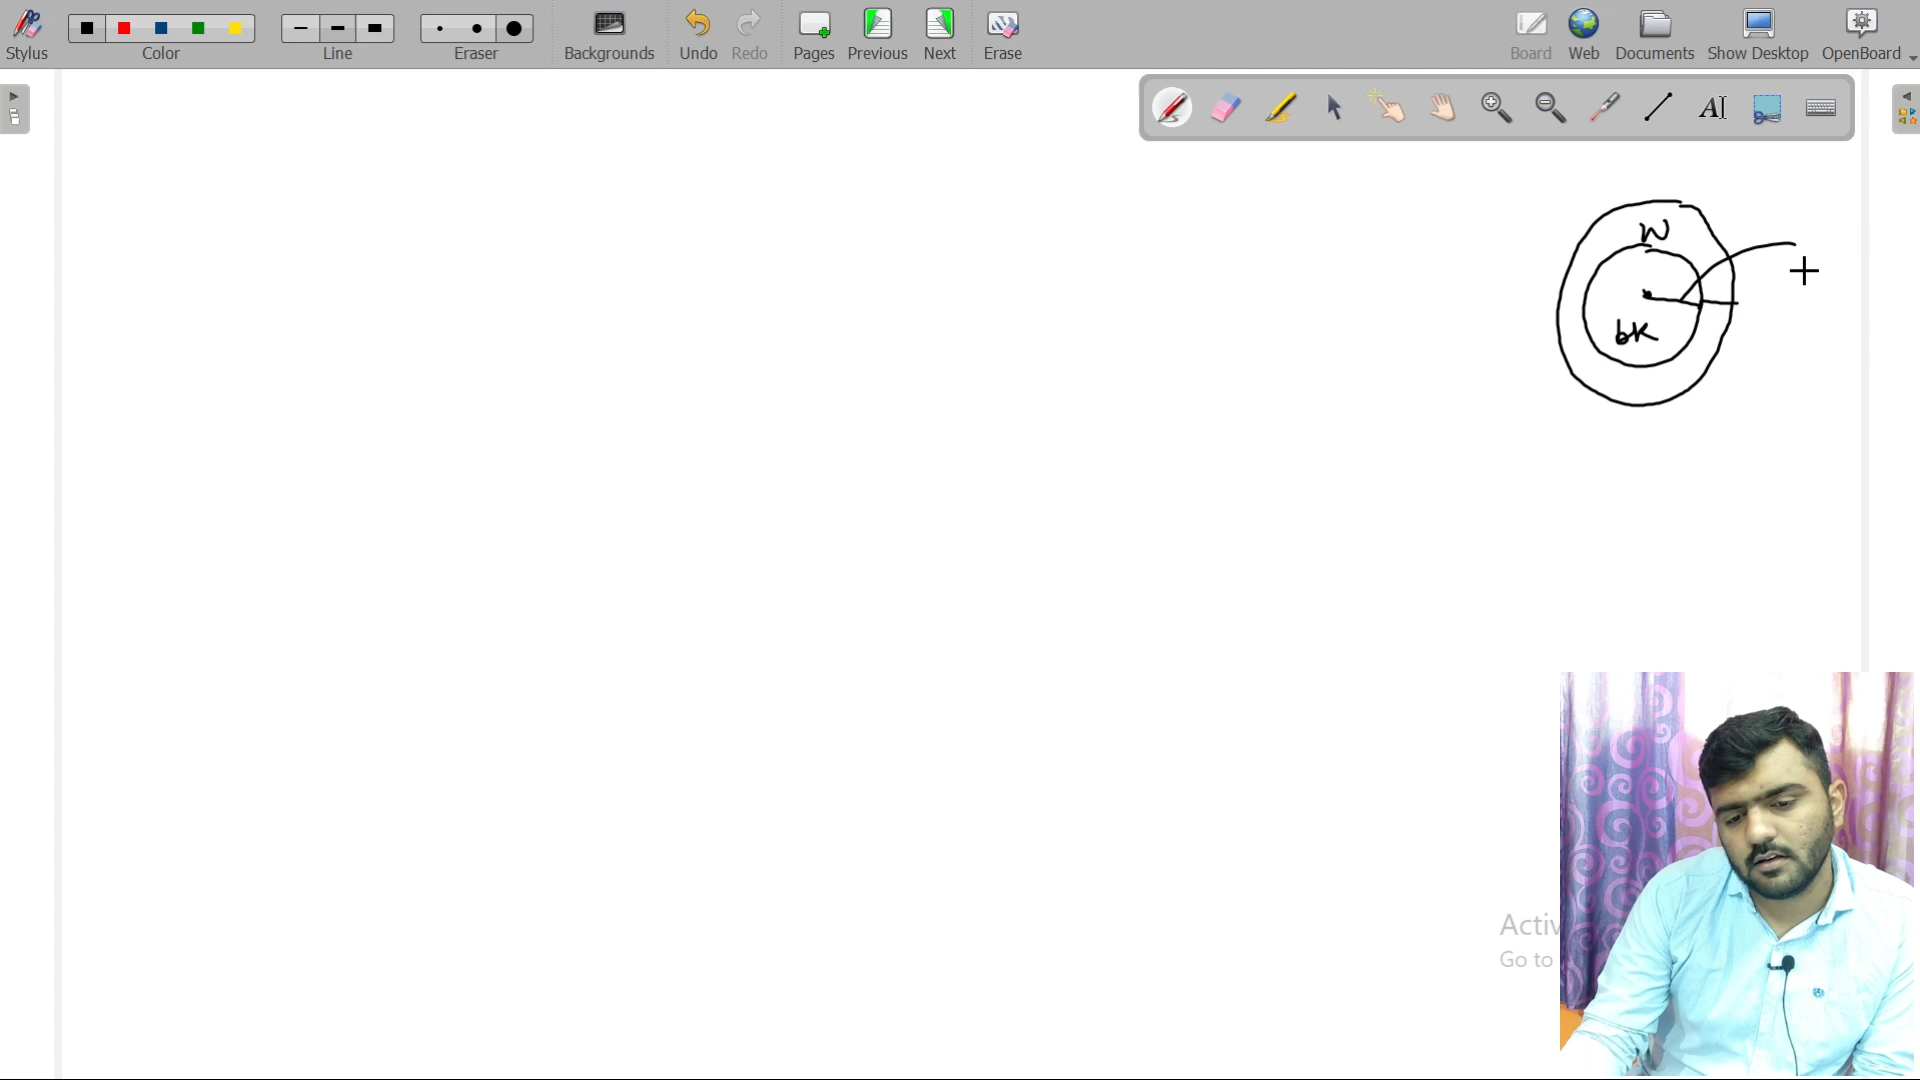 Stylus Color Line Eraser Backgrounds Undo Redo Pages Previous Next Erase Board Web Documents Show Desktop OpenBoard
AI
W
bk
Activ
Go to